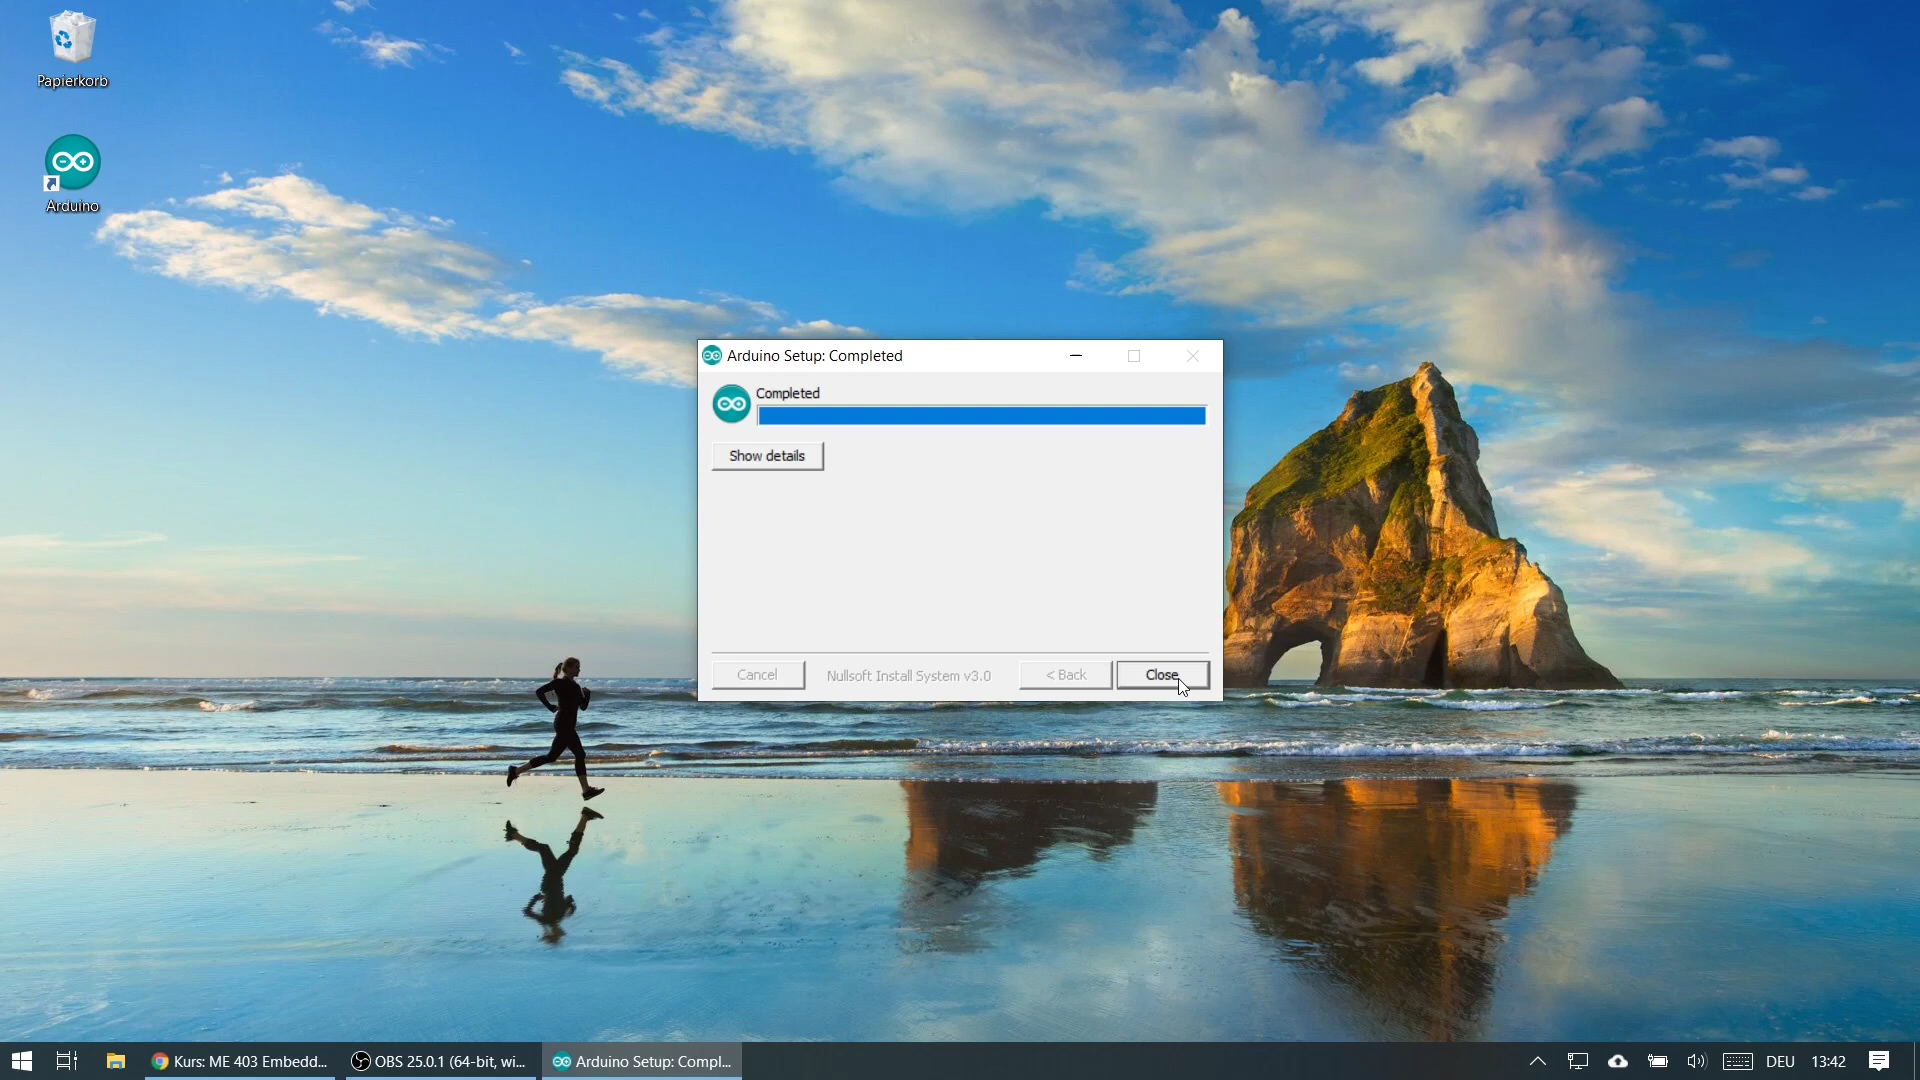 Papierkorb
Arduino
Arduino Setup: Completed
Completed
Show details
Cancel
Nullsoft Install System v3.0
< Back
Close
Kurs: ME 403 Embedd...
OBS 25.0.1 (64-bit, wi...
Arduino Setup: Compl...
DEU
13:42